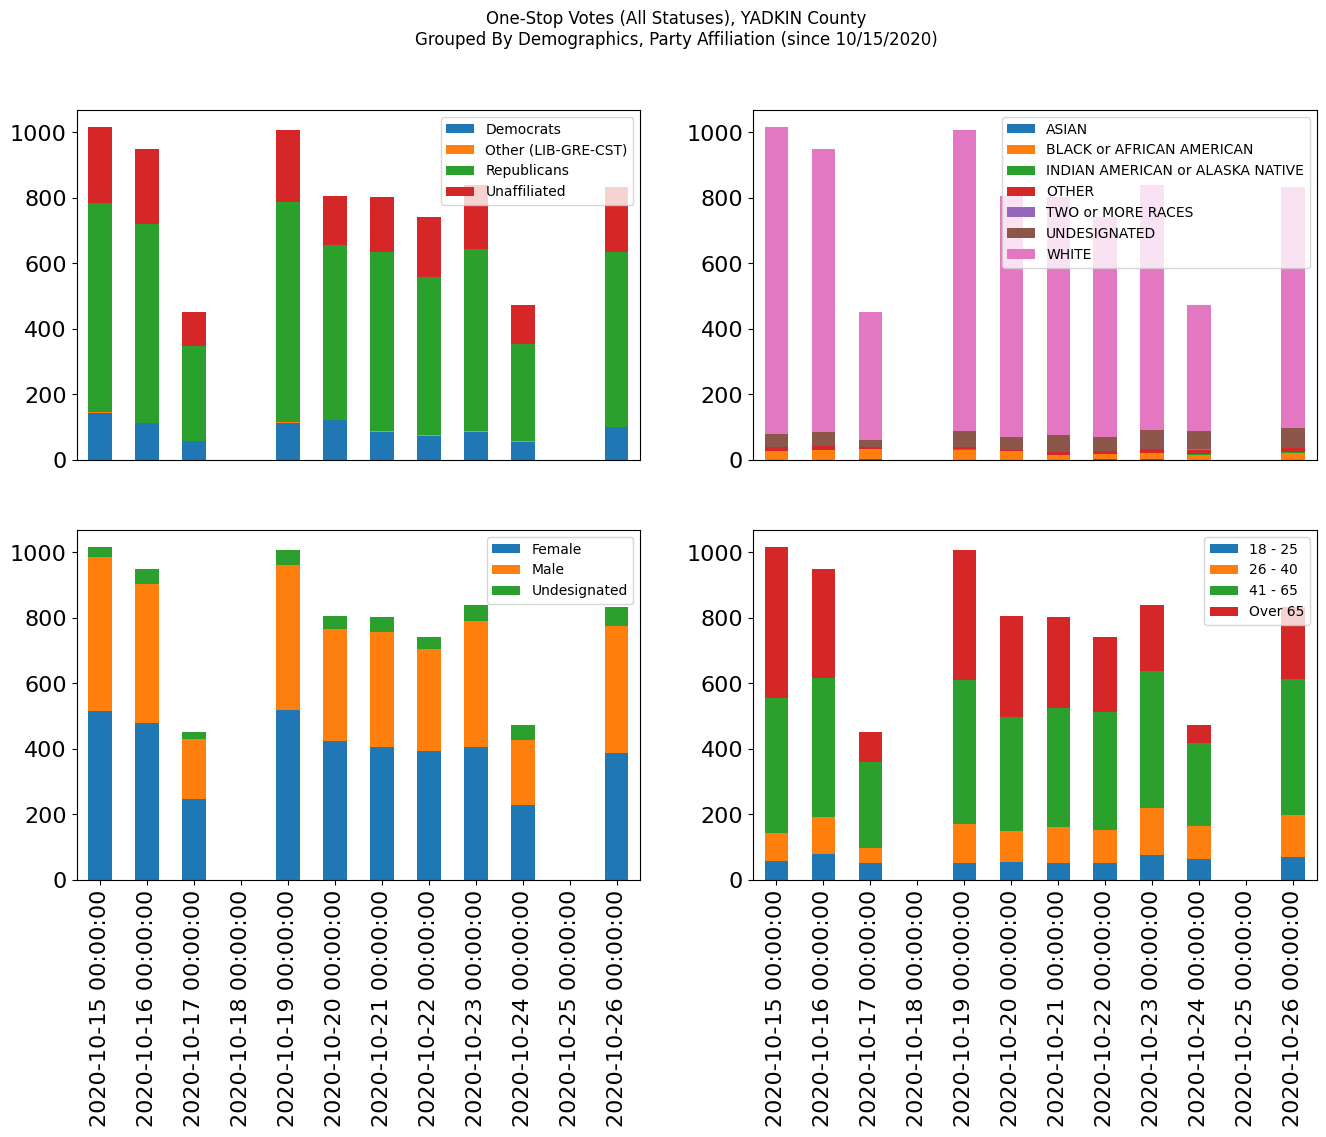 One-Stop Votes (All Statuses), YADKIN County
Grouped By Demographics, Party Affiliation (since 10/15/2020)
1000
800
600
400
200
0
Democrats
Other (LIB-GRE-CST)
Republicans
Unaffiliated
1000
800
600
400
200
0
ASIAN
BLACK or AFRICAN AMERICAN
INDIAN AMERICAN or ALASKA NATIVE
OTHER
TWO or MORE RACES
UNDESIGNATED
WHITE
1000
800
600
400
200
0
Female
Male
Undesignated
2020-10-15 00:00:00
2020-10-16 00:00:00
2020-10-17 00:00:00
2020-10-18 00:00:00
2020-10-19 00:00:00
2020-10-20 00:00:00
2020-10-21 00:00:00
2020-10-22 00:00:00
2020-10-23 00:00:00
2020-10-24 00:00:00
2020-10-25 00:00:00
2020-10-26 00:00:00
1000
800
600
400
200
0
18 - 25
26 - 40
41 - 65
Over 65
2020-10-15 00:00:00
2020-10-16 00:00:00
2020-10-17 00:00:00
2020-10-18 00:00:00
2020-10-19 00:00:00
2020-10-20 00:00:00
2020-10-21 00:00:00
2020-10-22 00:00:00
2020-10-23 00:00:00
2020-10-24 00:00:00
2020-10-25 00:00:00
2020-10-26 00:00:00